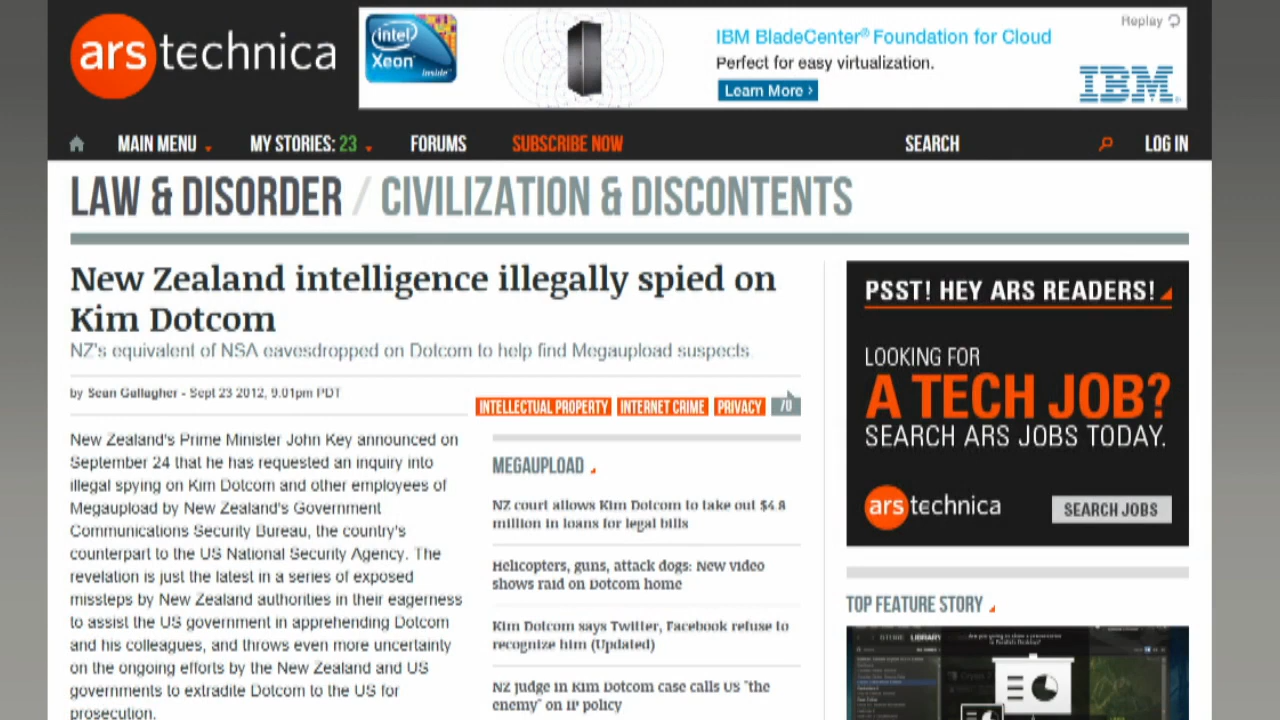 ars technica
intel
Xeon
inside
Replay
IBM BladeCenter® Foundation for Cloud
Perfect for easy virtualization.
Learn More >
IBM
MAIN MENU
MY STORIES: 23
FORUMS
SUBSCRIBE NOW
SEARCH
LOG IN
LAW & DISORDER / CIVILIZATION & DISCONTENTS
New Zealand intelligence illegally spied on
Kim Dotcom
NZ's equivalent of NSA eavesdropped on Dotcom to help find Megaupload suspects.
by Sean Gallagher - Sept 23 2012, 9:01pm PDT
INTELLECTUAL PROPERTY
INTERNET CRIME
PRIVACY
70
New Zealand's Prime Minister John Key announced on
September 24 that he has requested an inquiry into
illegal spying on Kim Dotcom and other employees of
Megaupload by New Zealand's Government
Communications Security Bureau, the country's
counterpart to the US National Security Agency. The
revelation is just the latest in a series of exposed
missteps by New Zealand authorities in their eagerness
to assist the US government in apprehending Dotcom
and his colleagues, and throws more uncertainty
on the ongoing by the New Zealand and US
governments Dotcom to the US for
prosecution.
MEGAUPLOAD
NZ court allows Kim Dotcom to take out $4.8
million in loans for legal bills
Helicopters, guns, attack dogs: New video
shows raid on Dotcom home
Kim Dotcom says Twitter, Facebook refuse to
recognize him (Updated)
NZ judge in Kim Dotcom case calls US "the
enemy" on IP policy
PSST! HEY ARS READERS!
LOOKING FOR
A TECH JOB?
SEARCH ARS JOBS TODAY.
ars technica
SEARCH JOBS
TOP FEATURE STORY
STORE LIBRARY